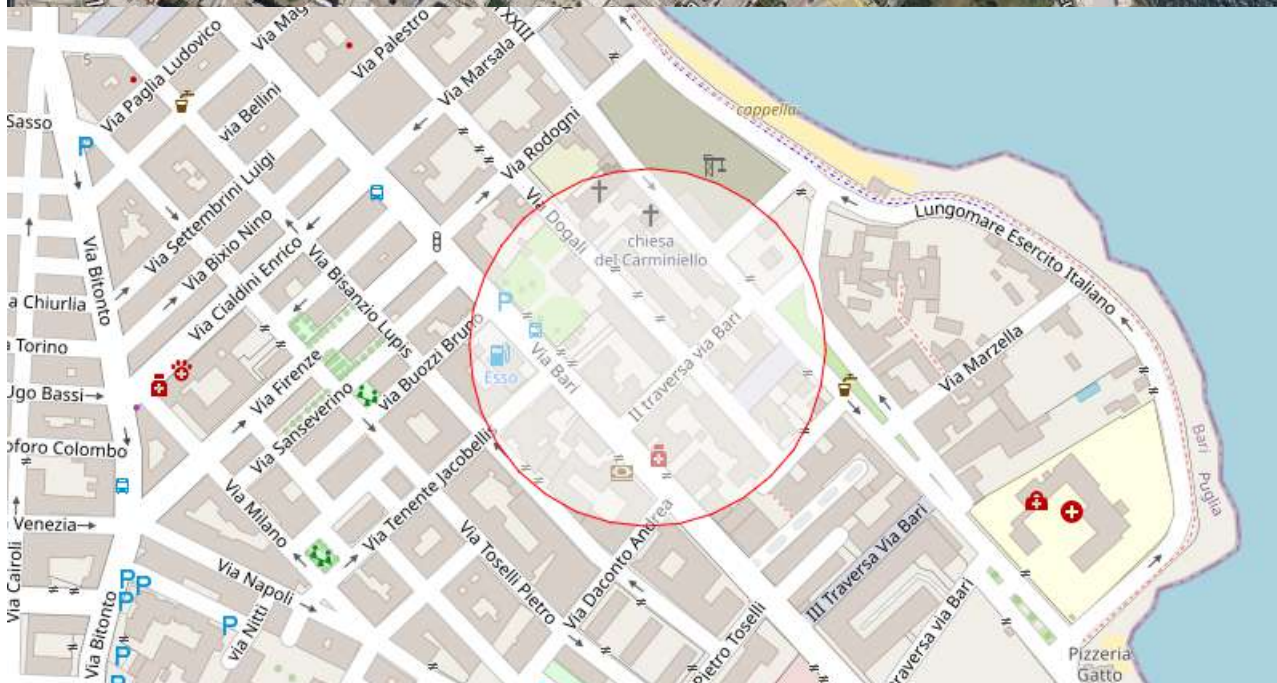 XXIII
Via Mag
Via Palestro
Via Paglia Ludovico
Via Marsala
via Bellini
Sasso
P
Via Rodogni
cappella
Via Settembrini Luigi
Via Bixio Nino
Via Dogali
chiesa
del Carminiello
Lungomare Esercito Italiano
Via Bitonto
Via Cialdini Enrico
Via Bisanzio Lupis
a Chiurlia
P
a Torino
Via Buozzi Bruno
Via Bari
Esso
II traversa via Bari
Via Marzella
Ugo Bassi
Via Firenze
Via Sanseverino
oforo Colombo
Via Tenente Jacobellis
Bari
Puglia
Via Milano
Venezia
Via Cairoli
Via Toselli Pietro
Via Daconto Andrea
III Traversa Via Bari
Via Napoli
P
P
P
P
via Nitti
Via Bitonto
P
P
Pietro Toselli
raversa via Bari
Pizzeria
Gatto